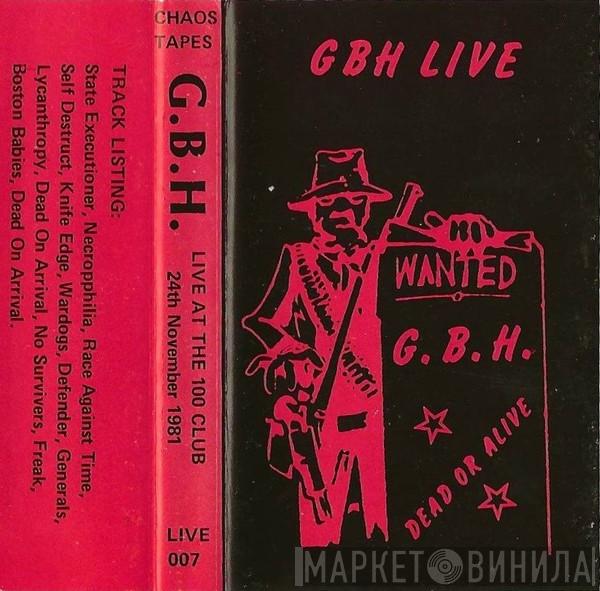 TRACK LISTING:
State Executioner, Necropphilia, Race Against Time,
Self Destruct, Knife Edge, Wardogs, Defender, Generals,
Lycanthropy, Dead On Arrival, No Survivers, Freak,
Boston Babies, Dead On Arrival.
CHAOS
TAPES
G.B.H.
LIVE AT THE 100 CLUB
24th November 1981
LIVE
007
GBH LIVE
WANTED
G.B.H.
DEAD OR ALIVE
МАРКЕТ ВИНИЛА